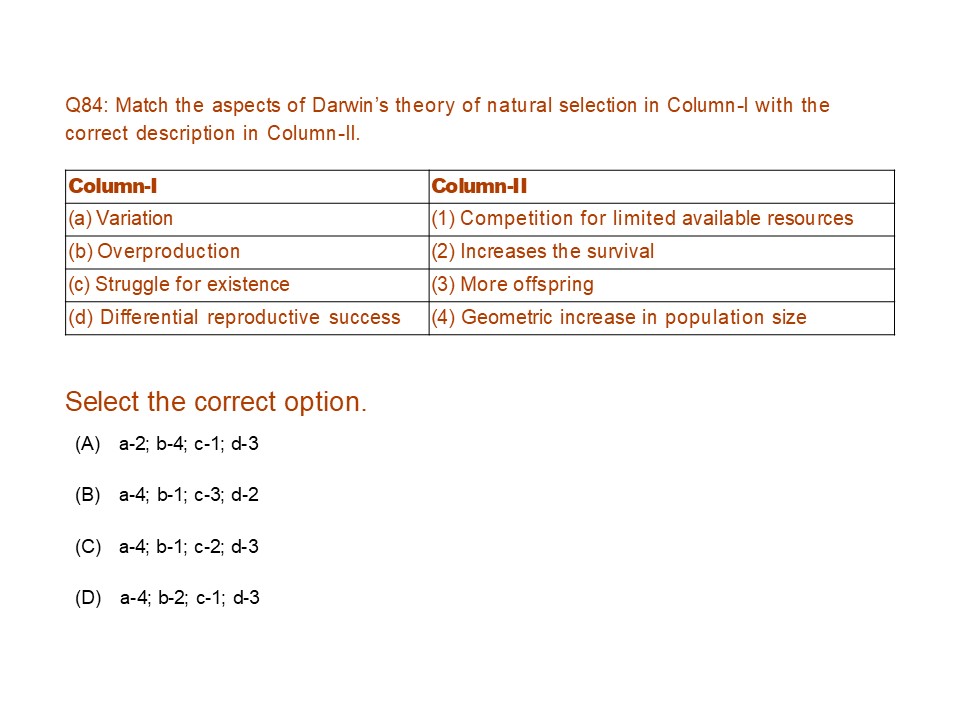 Q84: Match the aspects of Darwin’s theory of natural selection in Column-I with the
correct description in Column-II.
Column-I Column-II
(a) Variation (1) Competition for limited available resources
(b) Overproduction (2) Increases the survival
(c) Struggle for existence (3) More offspring
(d) Differential reproductive success (4) Geometric increase in population size
Select the correct option.
(A) a-2; b-4; c-1; d-3
(B) a-4; b-1; c-3; d-2
(C) a-4; b-1; c-2; d-3
(D) a-4; b-2; c-1; d-3